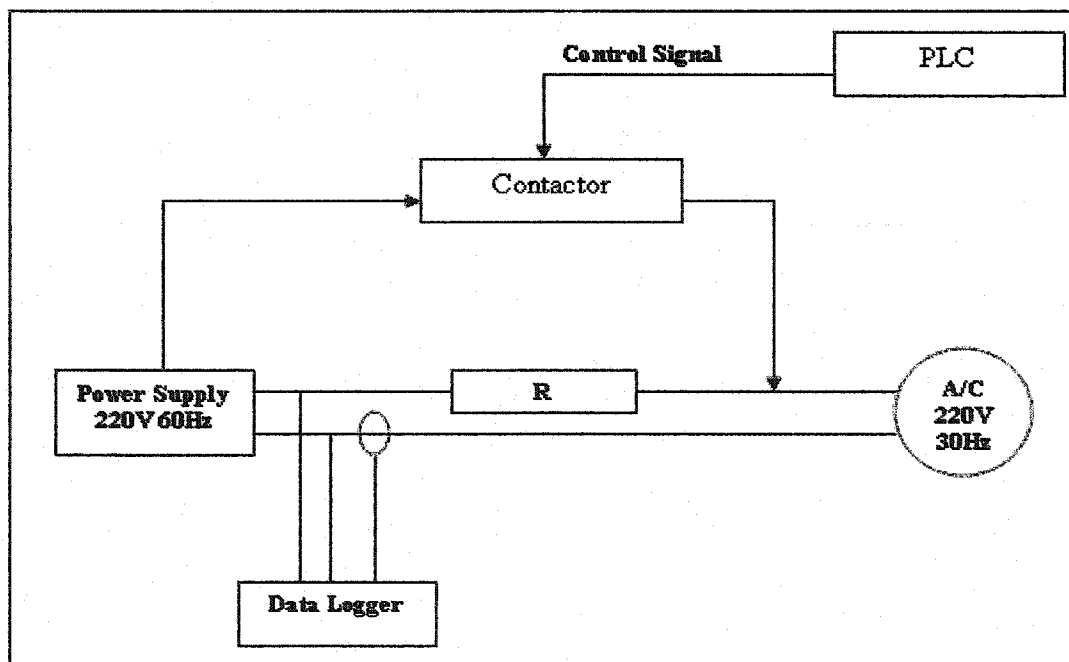 Control Signal
PLC
Contactor
Power Supply
220V 60Hz
R
A/C
220V
30Hz
Data Logger